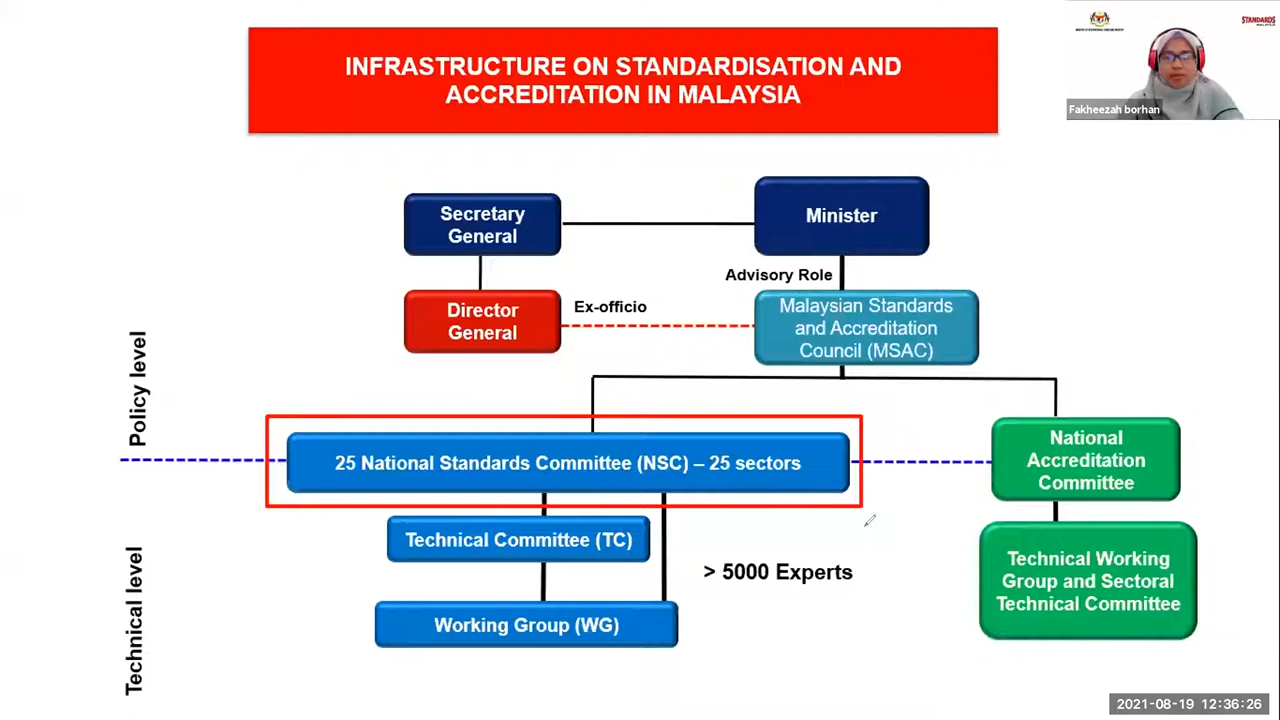 INFRASTRUCTURE ON STANDARDISATION AND
ACCREDITATION IN MALAYSIA
STANDARDS
Fakheezah borhan
Secretary
General
Minister
Advisory Role
Director
General
Ex-officio
Malaysian Standards
and Accreditation
Council (MSAC)
Policy level
25 National Standards Committee (NSC) – 25 sectors
National
Accreditation
Committee
Technical Committee (TC)
> 5000 Experts
Technical Working
Group and Sectoral
Technical Committee
Working Group (WG)
Technical level
2021-08-19 12:36:26